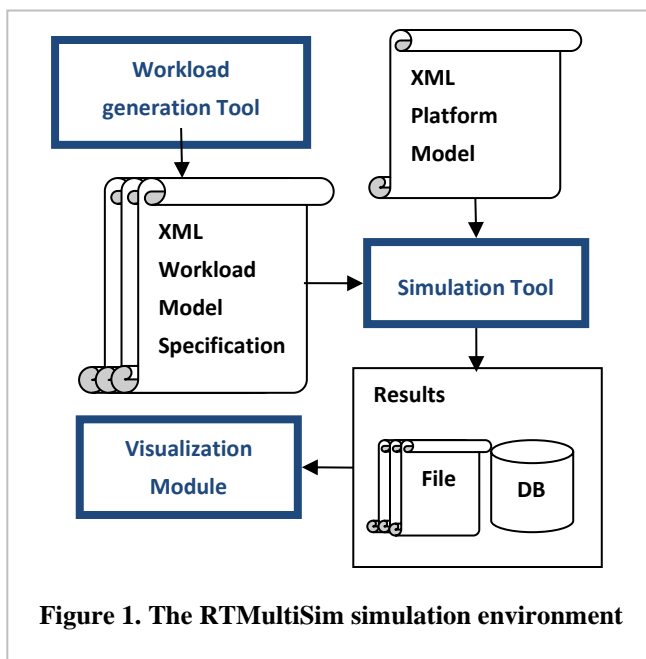 Workload
generation Tool
XML
Platform
Model
XML
Workload
Model
Specification
Simulation Tool
Results
File
DB
Visualization
Module
Figure 1. The RTMultiSim simulation environment